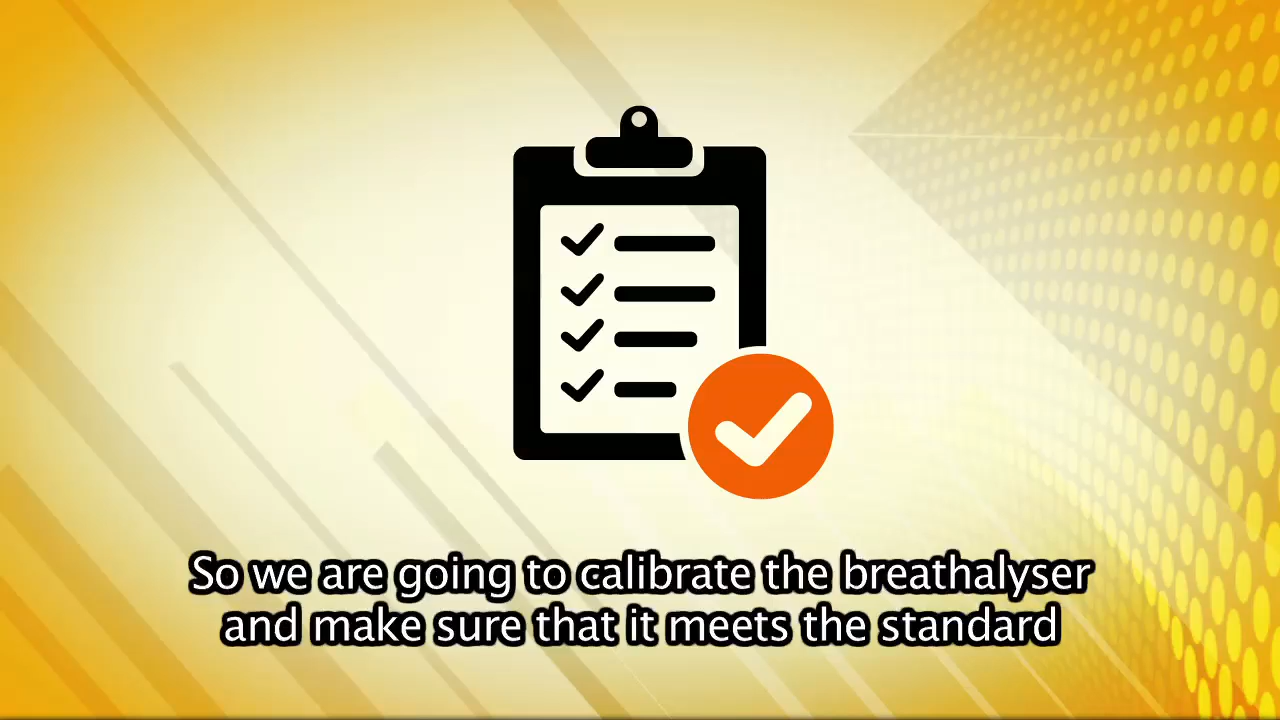 So we are going to calibrate the breathalyser
and make sure that it meets the standard